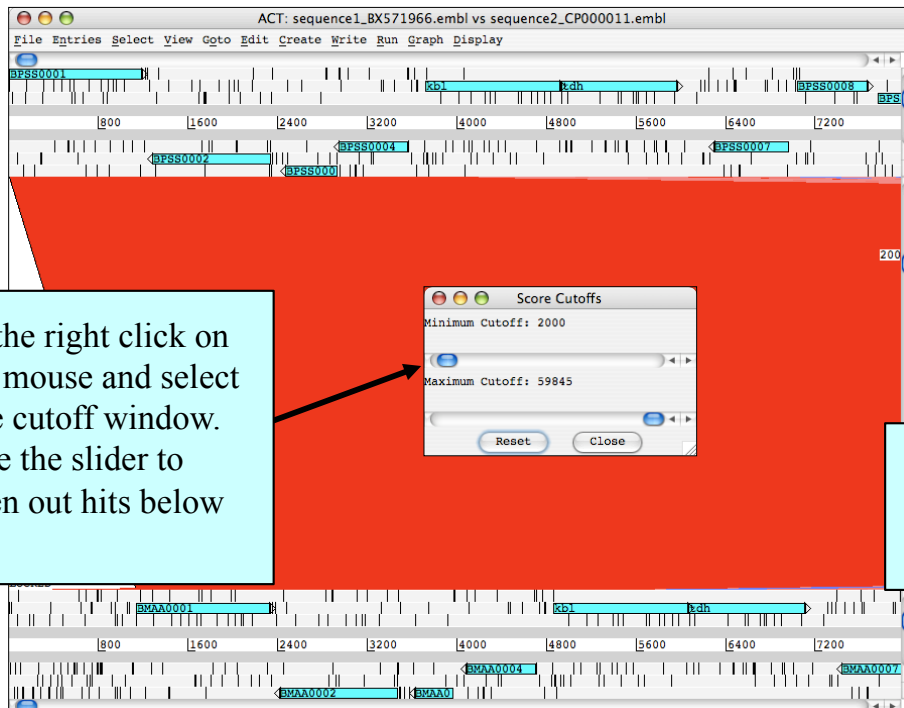 ACT: sequence1_BX571966.embl vs sequence2_CP000011.embl
File Entries Select View Goto Edit Create Write Run Graph Display
BPSS0001
kbl tdh BPSS0008
BPS
800 1600 2400 3200 4000 4800 5600 6400 7200
BPSS0004 BPSS0007
BPSS0002
BPSS000
200
Score Cutoffs
Minimum Cutoff: 2000
Maximum Cutoff: 59845
Reset Close
the right click on
mouse and select
e cutoff window.
e the slider to
en out hits below
BMAA0001 kbl tdh
800 1600 2400 3200 4000 4800 5600 6400 7200
BMAA0004 BMAA0007
BMAA0002 BMAA0